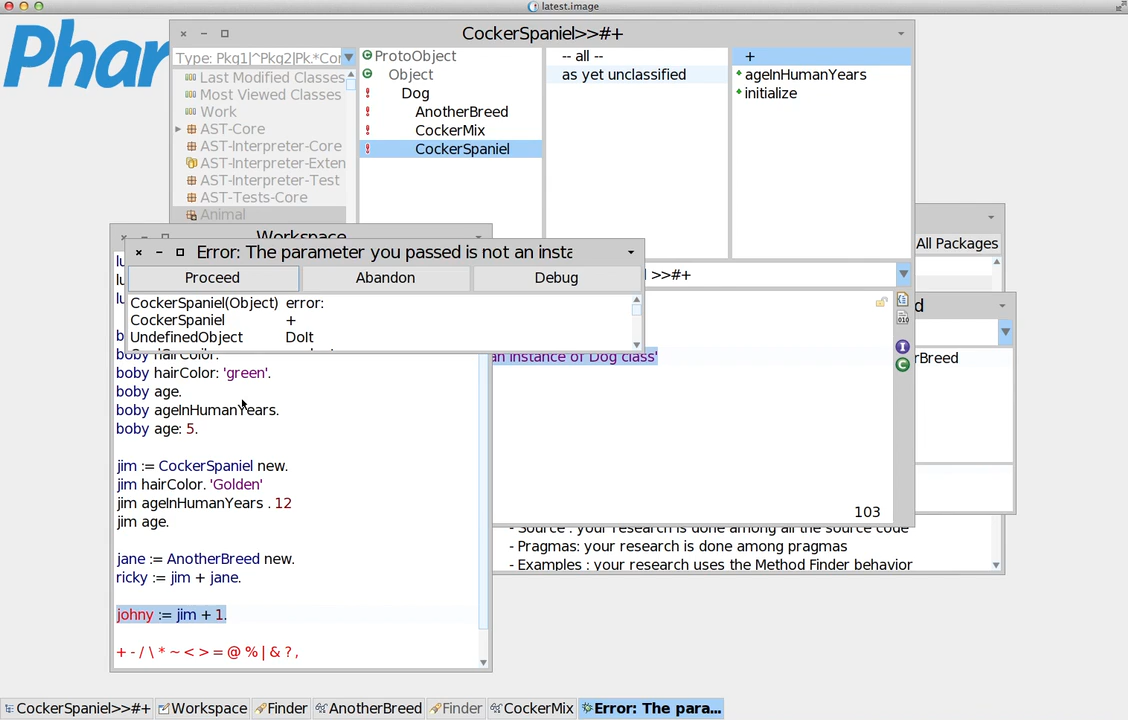 latest.image
Phar
CockerSpaniel>>#+
Type: Pkg1|^Pkg2|Pk.*Cor
Last Modified Classes
Most Viewed Classes
Work
AST-Core
AST-Interpreter-Core
AST-Interpreter-Exten
AST-Interpreter-Test
AST-Tests-Core
Animal
ProtoObject
Object
Dog
AnotherBreed
CockerMix
CockerSpaniel
-- all --
as yet unclassified
+
ageInHumanYears
initialize
All Packages
Workspace
Error: The parameter you passed is not an insta
Proceed
Abandon
Debug
CockerSpaniel(Object) error:
CockerSpaniel +
UndefinedObject DoIt
>>#+
an instance of Dog class'
103
boby hairColor.
boby hairColor: 'green'.
boby age.
boby ageInHumanYears.
boby age: 5.
jim := CockerSpaniel new.
jim hairColor. 'Golden'
jim ageInHumanYears . 12
jim age.
jane := AnotherBreed new.
ricky := jim + jane.
johny := jim + 1.
+ - / \ * ~ < > = @ % | & ? ,
d
rBreed
- Source : your research is done among all the source code
- Pragmas: your research is done among pragmas
- Examples : your research uses the Method Finder behavior
CockerSpaniel>>#+
Workspace
Finder
AnotherBreed
Finder
CockerMix
Error: The para...